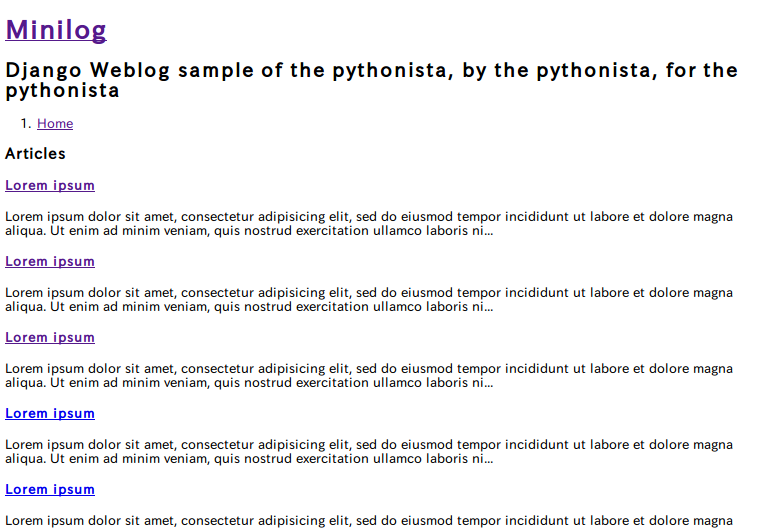 Minilog
Django Weblog sample of the pythonista, by the pythonista, for the
pythonista
1. Home
Articles
Lorem ipsum
Lorem ipsum dolor sit amet, consectetur adipisicing elit, sed do eiusmod tempor incididunt ut labore et dolore magna
aliqua. Ut enim ad minim veniam, quis nostrud exercitation ullamco laboris ni...
Lorem ipsum
Lorem ipsum dolor sit amet, consectetur adipisicing elit, sed do eiusmod tempor incididunt ut labore et dolore magna
aliqua. Ut enim ad minim veniam, quis nostrud exercitation ullamco laboris ni...
Lorem ipsum
Lorem ipsum dolor sit amet, consectetur adipisicing elit, sed do eiusmod tempor incididunt ut labore et dolore magna
aliqua. Ut enim ad minim veniam, quis nostrud exercitation ullamco laboris ni...
Lorem ipsum
Lorem ipsum dolor sit amet, consectetur adipisicing elit, sed do eiusmod tempor incididunt ut labore et dolore magna
aliqua. Ut enim ad minim veniam, quis nostrud exercitation ullamco laboris ni...
Lorem ipsum
Lorem ipsum dolor sit amet, consectetur adipisicing elit, sed do eiusmod tempor incididunt ut labore et dolore magna